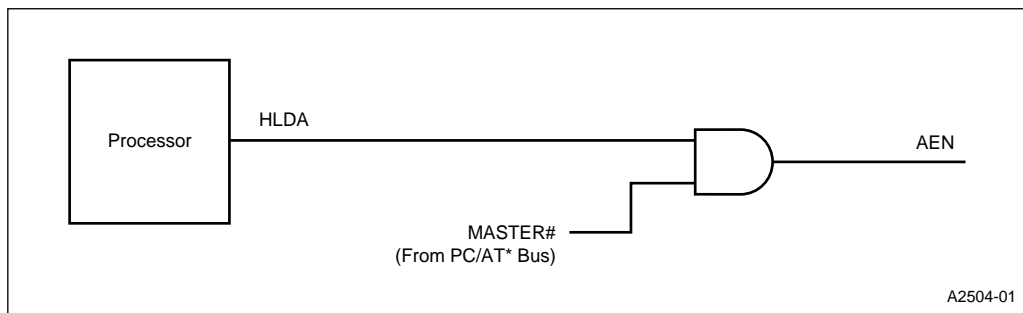 Processor
HLDA
AEN
MASTER#
(From PC/AT* Bus)
A2504-01